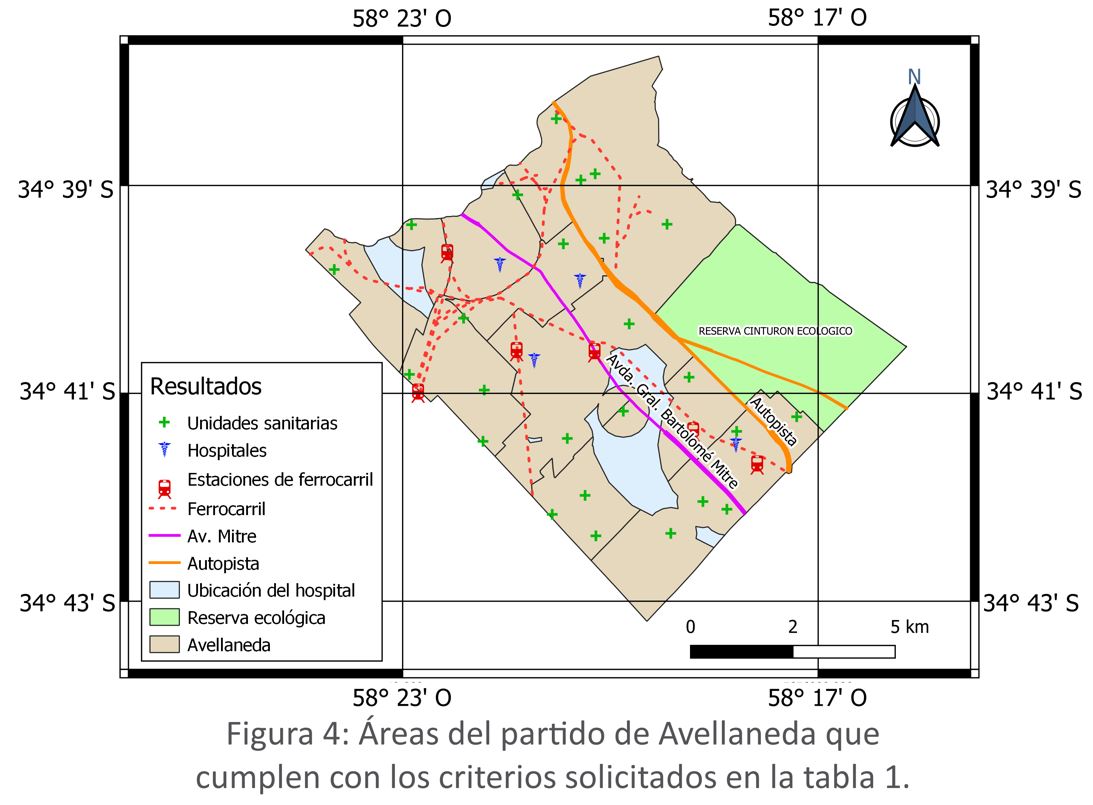 58° 23' O
58° 17' O
N
34° 39' S
34° 39' S
RESERVA CINTURON ECOLOGICO
34° 41' S
34° 41' S
Avda. Gral. Bartolomé Mitre
Autopista
Resultados
Unidades sanitarias
Hospitales
Estaciones de ferrocarril
Ferrocarril
Av. Mitre
Autopista
Ubicación del hospital
Reserva ecológica
Avellaneda
34° 43' S
34° 43' S
0 2 5 km
58° 23' O
58° 17' O
Figura 4: Áreas del partido de Avellaneda que
cumplen con los criterios solicitados en la tabla 1.